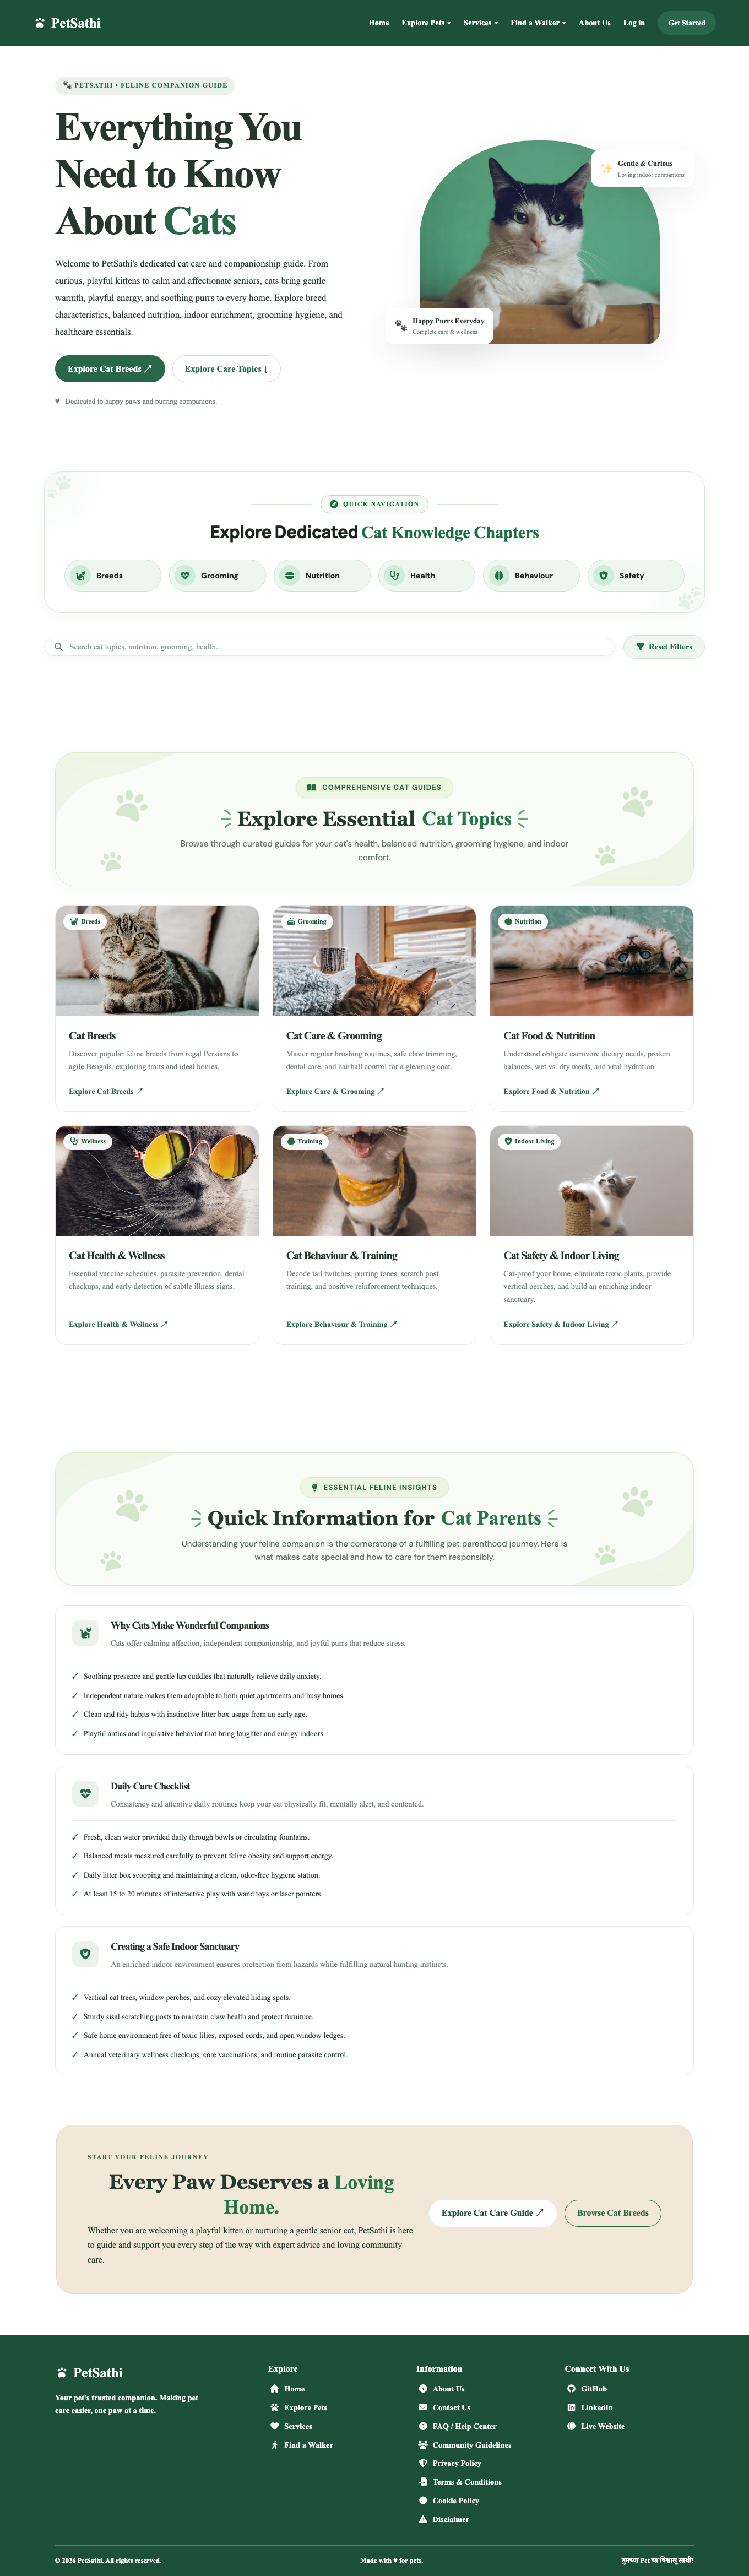 PetSathi
Home Explore Pets Services Find a Walker About Us Log in Get Started
PETSATHI • FELINE COMPANION GUIDE
Everything You
Need to Know
About Cats
Welcome to PetSathi's dedicated cat care and companionship guide. From
curious, playful kittens to calm and affectionate seniors, cats bring gentle
warmth, playful energy, and soothing purrs to every home. Explore breed
characteristics, balanced nutrition, indoor enrichment, grooming hygiene, and
healthcare essentials.
Explore Cat Breeds ↗ Explore Care Topics ↓
♥ Dedicated to happy paws and purring companions.
Gentle & Curious
Loving indoor companions
Happy Purrs Everyday
Complete care & wellness
QUICK NAVIGATION
Explore Dedicated Cat Knowledge Chapters
Breeds Grooming Nutrition Health Behaviour Safety
Search cat topics, nutrition, grooming, health...
Reset Filters
COMPREHENSIVE CAT GUIDES
Explore Essential Cat Topics
Browse through curated guides for your cat's health, balanced nutrition, grooming hygiene, and indoor
comfort.
Breeds
Cat Breeds
Discover popular feline breeds from regal Persians to
agile Bengals, exploring traits and ideal homes.
Explore Cat Breeds ↗
Grooming
Cat Care & Grooming
Master regular brushing routines, safe claw trimming,
dental care, and hairball control for a gleaming coat.
Explore Care & Grooming ↗
Nutrition
Cat Food & Nutrition
Understand obligate carnivore dietary needs, protein
balances, wet vs. dry meals, and vital hydration.
Explore Food & Nutrition ↗
Wellness
Cat Health & Wellness
Essential vaccine schedules, parasite prevention, dental
checkups, and early detection of subtle illness signs.
Explore Health & Wellness ↗
Training
Cat Behaviour & Training
Decode tail twitches, purring tones, scratch post
training, and positive reinforcement techniques.
Explore Behaviour & Training ↗
Indoor Living
Cat Safety & Indoor Living
Cat-proof your home, eliminate toxic plants, provide
vertical perches, and build an enriching indoor
sanctuary.
Explore Safety & Indoor Living ↗
ESSENTIAL FELINE INSIGHTS
Quick Information for Cat Parents
Understanding your feline companion is the cornerstone of a fulfilling pet parenthood journey. Here is
what makes cats special and how to care for them responsibly.
Why Cats Make Wonderful Companions
Cats offer calming affection, independent companionship, and joyful purrs that reduce stress.
✓ Soothing presence and gentle lap cuddles that naturally relieve daily anxiety.
✓ Independent nature makes them adaptable to both quiet apartments and busy homes.
✓ Clean and tidy habits with instinctive litter box usage from an early age.
✓ Playful antics and inquisitive behavior that bring laughter and energy indoors.
Daily Care Checklist
Consistency and attentive daily routines keep your cat physically fit, mentally alert, and contented.
✓ Fresh, clean water provided daily through bowls or circulating fountains.
✓ Balanced meals measured carefully to prevent feline obesity and support energy.
✓ Daily litter box scooping and maintaining a clean, odor-free hygiene station.
✓ At least 15 to 20 minutes of interactive play with wand toys or laser pointers.
Creating a Safe Indoor Sanctuary
An enriched indoor environment ensures protection from hazards while fulfilling natural hunting instincts.
✓ Vertical cat trees, window perches, and cozy elevated hiding spots.
✓ Sturdy sisal scratching posts to maintain claw health and protect furniture.
✓ Safe home environment free of toxic lilies, exposed cords, and open window ledges.
✓ Annual veterinary wellness checkups, core vaccinations, and routine parasite control.
START YOUR FELINE JOURNEY
Every Paw Deserves a Loving
Home.
Whether you are welcoming a playful kitten or nurturing a gentle senior cat, PetSathi is here
to guide and support you every step of the way with expert advice and loving community
care.
Explore Cat Care Guide ↗ Browse Cat Breeds
PetSathi
Your pet's trusted companion. Making pet
care easier, one paw at a time.
Explore
Home
Explore Pets
Services
Find a Walker
Information
About Us
Contact Us
FAQ / Help Center
Community Guidelines
Privacy Policy
Terms & Conditions
Cookie Policy
Disclaimer
Connect With Us
GitHub
LinkedIn
Live Website
© 2026 PetSathi. All rights reserved.
Made with ♥ for pets.
तुमच्या Pet चा विश्वासू साथी!